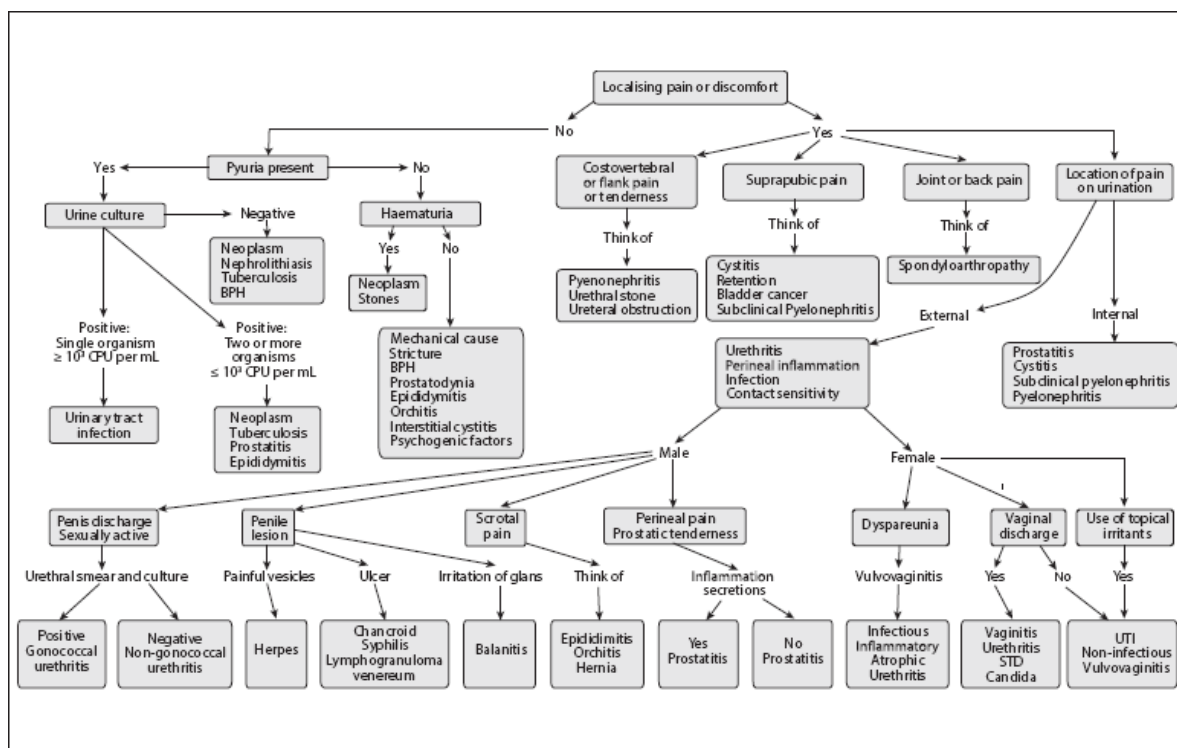 Localising pain or discomfort
No
Yes
Yes
Pyuria present
No
Costovertebral
or flank pain
or tenderness
Suprapubic pain
Joint or back pain
Location of pain
on urination
Urine culture
Negative
Haematuria
Think of
Think of
Think of
Yes
No
Neoplasm
Nephrolithiasis
Tuberculosis
BPH
Neoplasm
Stones
Pyenonephritis
Urethral stone
Ureteral obstruction
Cystitis
Retention
Bladder cancer
Subclinical Pyelonephritis
Spondyloarthropathy
External
Internal
Positive:
Single organism
≥ 10³ CPU per mL
Positive:
Two or more
organisms
≤ 10³ CPU per mL
Mechanical cause
Stricture
BPH
Prostatodynia
Epididymitis
Orchitis
Interstitial cystitis
Psychogenic factors
Urethritis
Perineal inflammation
Infection
Contact sensitivity
Prostatitis
Cystitis
Subclinical pyelonephritis
Pyelonephritis
Urinary tract
infection
Neoplasm
Tuberculosis
Prostatitis
Epididymitis
Male
Female
Penis discharge
Sexually active
Penile
lesion
Scrotal
pain
Perineal pain
Prostatic tenderness
Dyspareunia
Vaginal
discharge
Use of topical
irritants
Urethral smear and culture
Painful vesicles
Ulcer
Irritation of glans
Think of
Inflammation
secretions
Vulvovaginitis
Yes
No
Yes
Positive
Gonococcal
urethritis
Negative
Non-gonococcal
urethritis
Herpes
Chancroid
Syphilis
Lymphogranuloma
venereum
Balanitis
Epididimitis
Orchitis
Hernia
Yes
Prostatitis
No
Prostatitis
Infectious
Inflammatory
Atrophic
Urethritis
Vaginitis
Urethritis
STD
Candida
UTI
Non-infectious
Vulvovaginitis